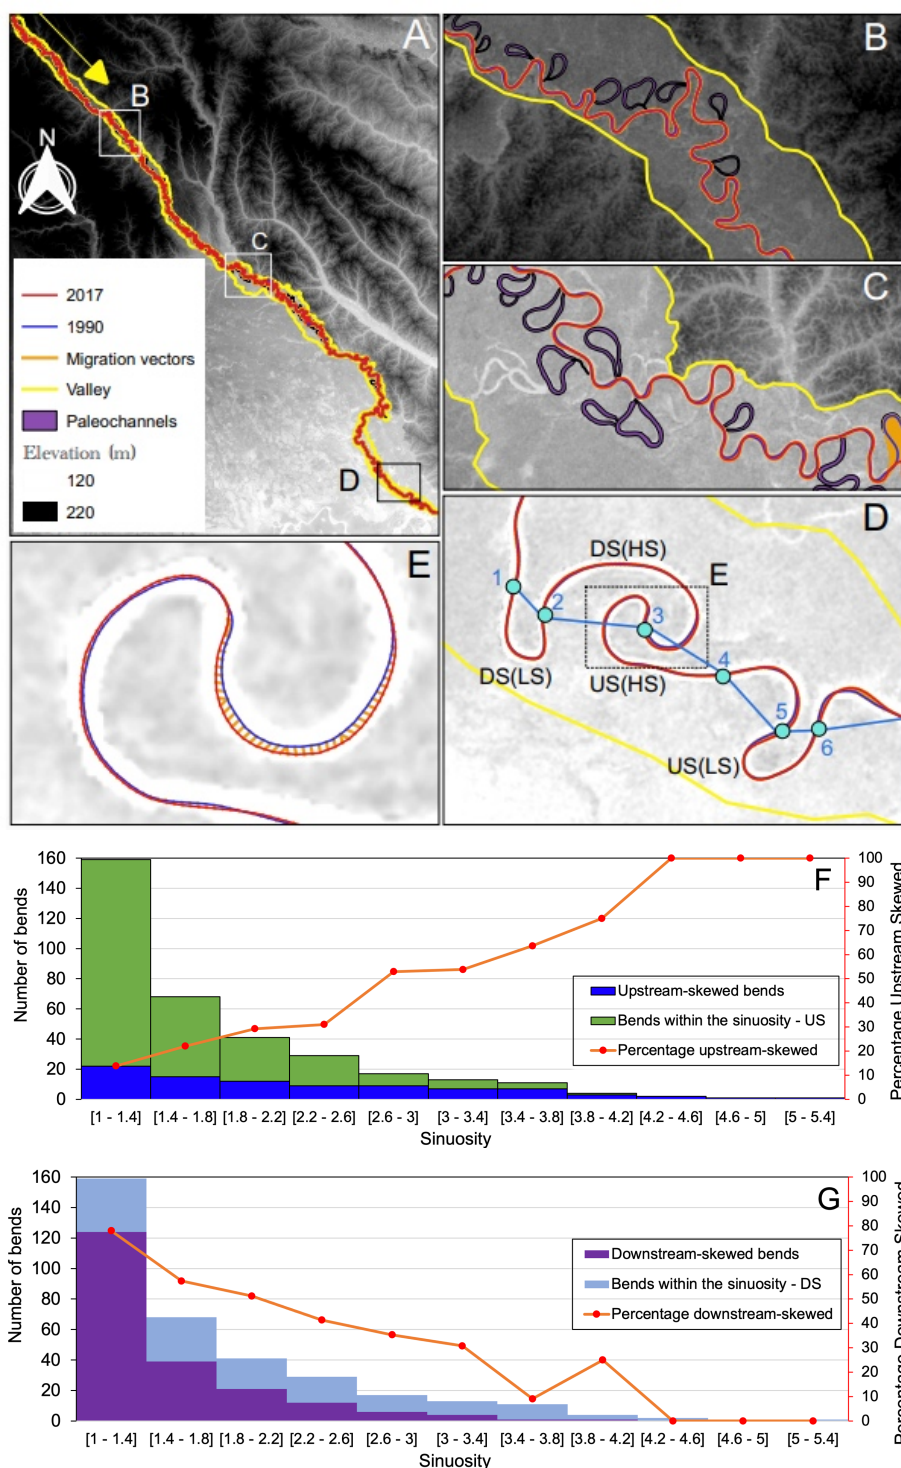 A
B
N
C
2017
1990
Migration vectors
Valley
Paleochannels
Elevation (m)
120
220
D
B
C
E
D
DS(HS)
E
1
2
3
DS(LS)
US(HS)
4
5
6
US(LS)
F
Number of bends
160
140
120
100
80
60
40
20
0
100
90
80
70
60
50
40
30
20
10
0
Percentage Upstream Skewed
Upstream-skewed bends
Bends within the sinuosity - US
Percentage upstream-skewed
[1 - 1.4] [1.4 - 1.8] [1.8 - 2.2] [2.2 - 2.6] [2.6 - 3] [3 - 3.4] [3.4 - 3.8] [3.8 - 4.2] [4.2 - 4.6] [4.6 - 5] [5 - 5.4]
Sinuosity
G
Number of bends
160
140
120
100
80
60
40
20
0
100
90
80
70
60
50
40
30
20
10
0
Percentage Downstream Skewed
Downstream-skewed bends
Bends within the sinuosity - DS
Percentage downstream-skewed
[1 - 1.4] [1.4 - 1.8] [1.8 - 2.2] [2.2 - 2.6] [2.6 - 3] [3 - 3.4] [3.4 - 3.8] [3.8 - 4.2] [4.2 - 4.6] [4.6 - 5] [5 - 5.4]
Sinuosity